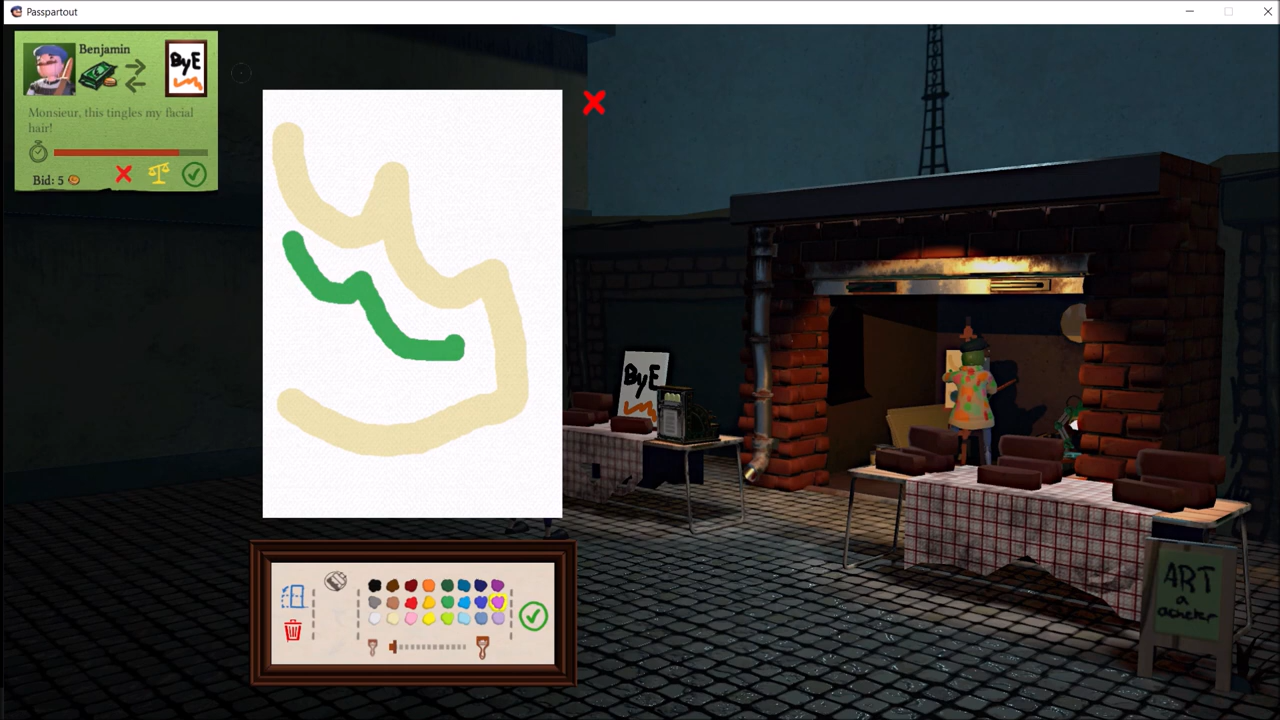 Passpartout
Benjamin
ByE
Monsieur, this tingles my facial
hair!
Bid: 5
ByE
ART
a
acheter